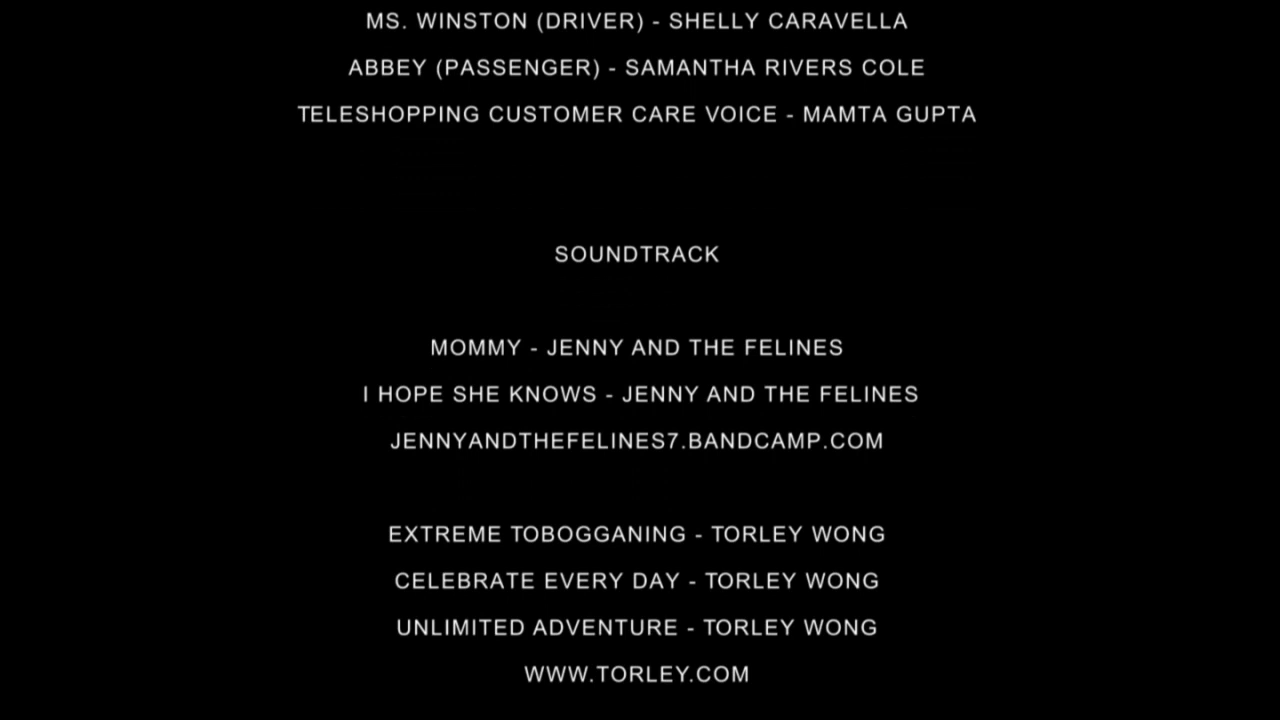 MS. WINSTON (DRIVER) - SHELLY CARAVELLA
ABBEY (PASSENGER) - SAMANTHA RIVERS COLE
TELESHOPPING CUSTOMER CARE VOICE - MAMTA GUPTA
SOUNDTRACK
MOMMY - JENNY AND THE FELINES
I HOPE SHE KNOWS - JENNY AND THE FELINES
JENNYANDTHEFELINES7.BANDCAMP.COM
EXTREME TOBOGGANING - TORLEY WONG
CELEBRATE EVERY DAY - TORLEY WONG
UNLIMITED ADVENTURE - TORLEY WONG
WWW.TORLEY.COM